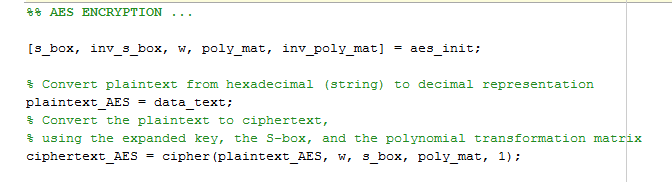 %% AES ENCRYPTION ...
[s_box, inv_s_box, w, poly_mat, inv_poly_mat] = aes_init;
% Convert plaintext from hexadecimal (string) to decimal representation
plaintext_AES = data_text;
% Convert the plaintext to ciphertext,
% using the expanded key, the S-box, and the polynomial transformation matrix
ciphertext_AES = cipher(plaintext_AES, w, s_box, poly_mat, 1);